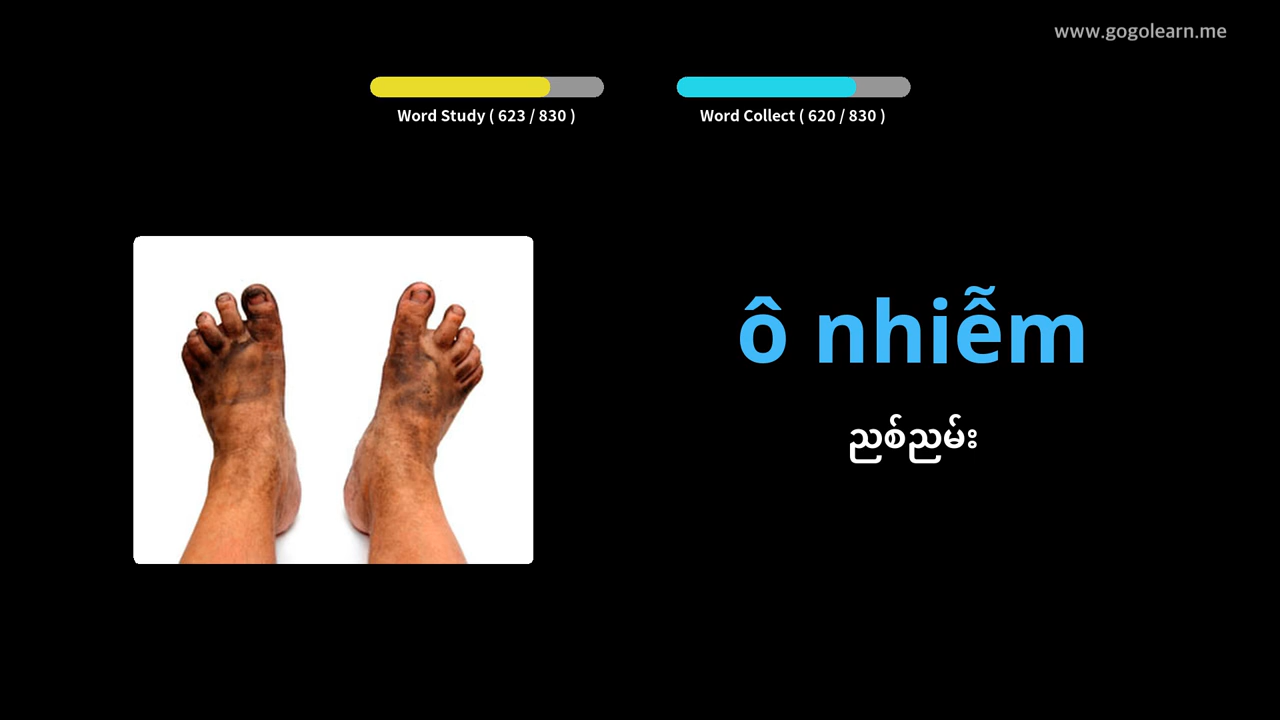 www.gogolearn.me
Word Study ( 623 / 830 )
Word Collect ( 620 / 830 )
ô nhiễm
ညစ်ညမ်း